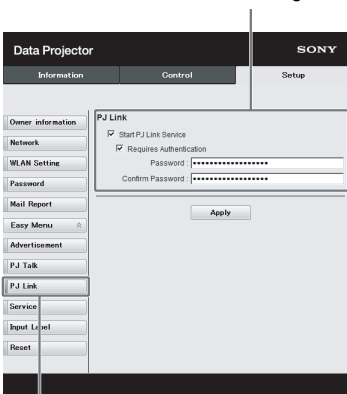 Data Projector
SONY
Information
Control
Setup
Owner information
Network
WLAN Setting
Password
Mail Report
Easy Menu
Advertisement
PJ Talk
PJ Link
Service
Input Label
Reset
PJ Link
Start PJ Link Service
Requires Authentication
Password :
Confirm Password :
Apply